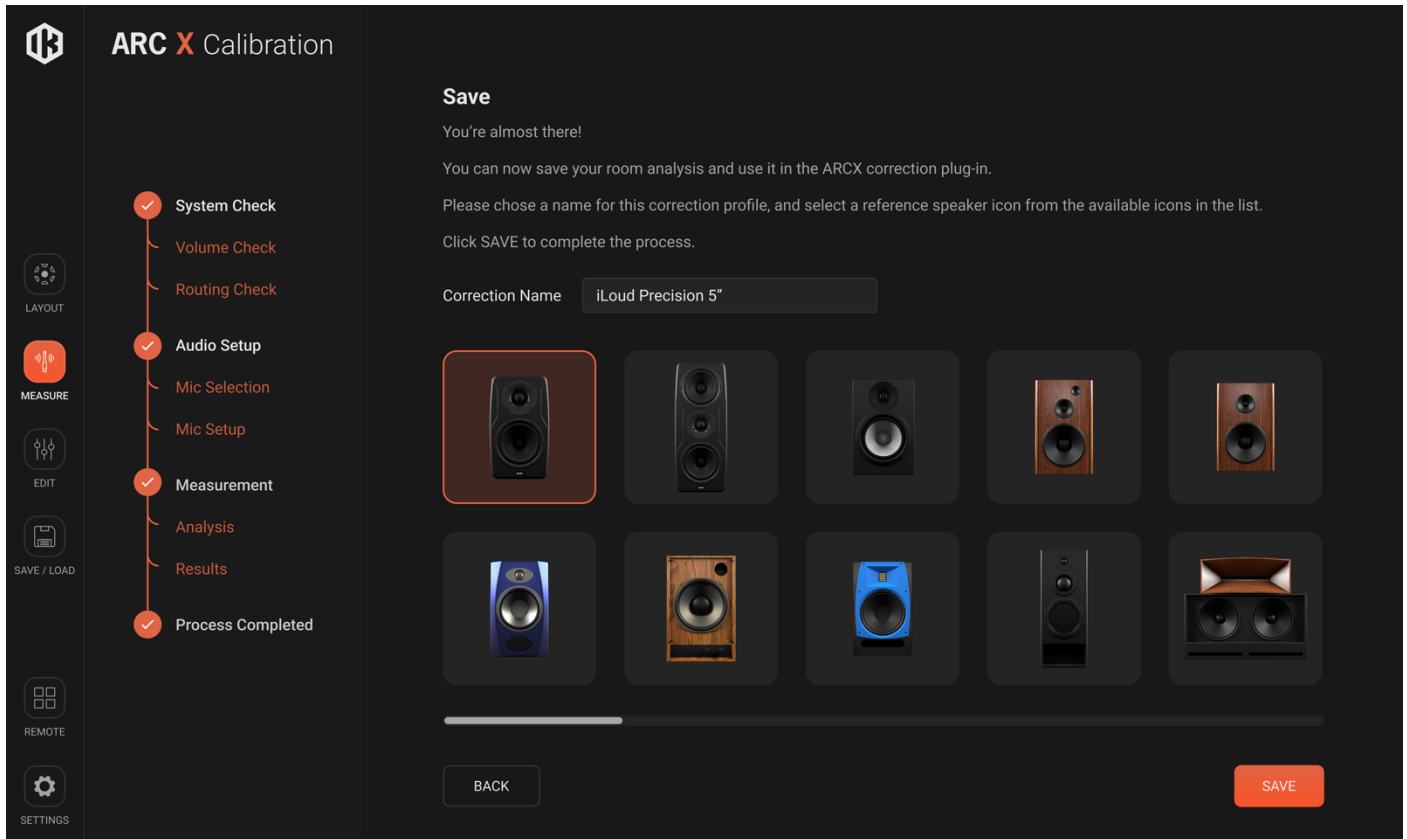 ARC X Calibration
LAYOUT
MEASURE
EDIT
SAVE / LOAD
REMOTE
SETTINGS
System Check
Volume Check
Routing Check
Audio Setup
Mic Selection
Mic Setup
Measurement
Analysis
Results
Process Completed
Save
You're almost there!
You can now save your room analysis and use it in the ARCX correction plug-in.
Please chose a name for this correction profile, and select a reference speaker icon from the available icons in the list.
Click SAVE to complete the process.
Correction Name iLoud Precision 5”
BACK
SAVE